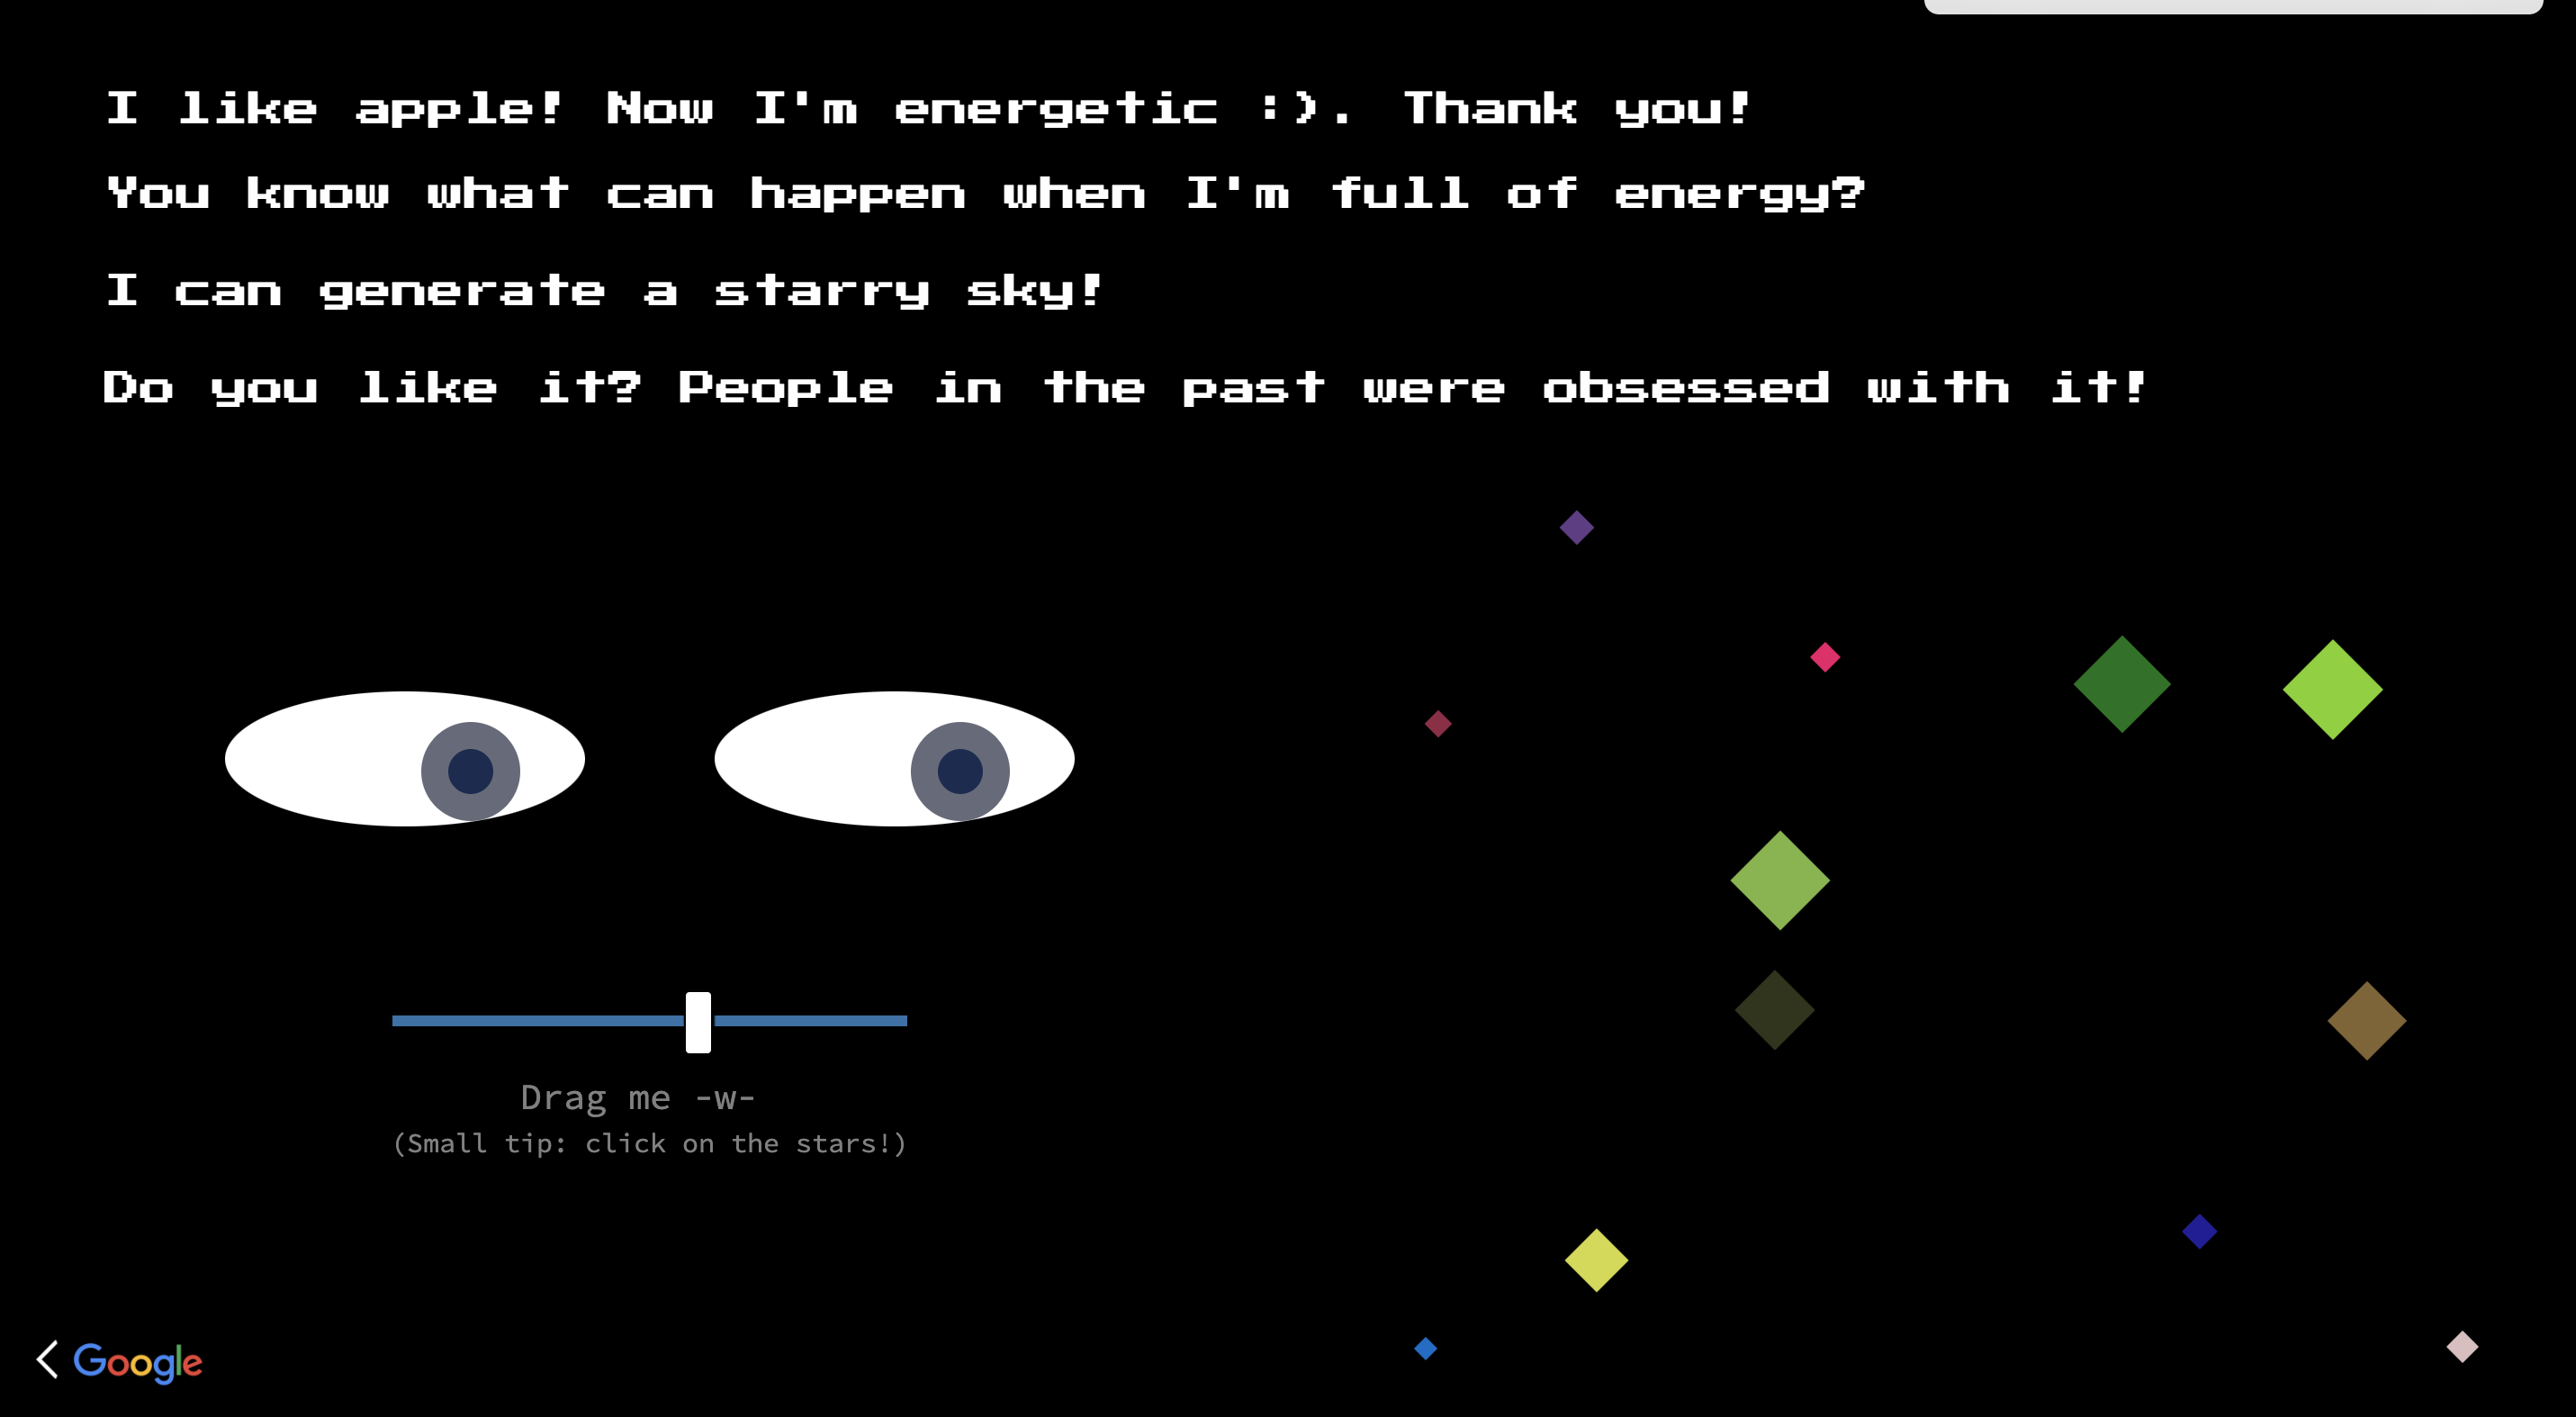 I like apple! Now I'm energetic :). Thank you!
You know what can happen when I'm full of energy?
I can generate a starry sky!
Do you like it? People in the past were obsessed with it!
Drag me -w-
(Small tip: click on the stars!)
Google